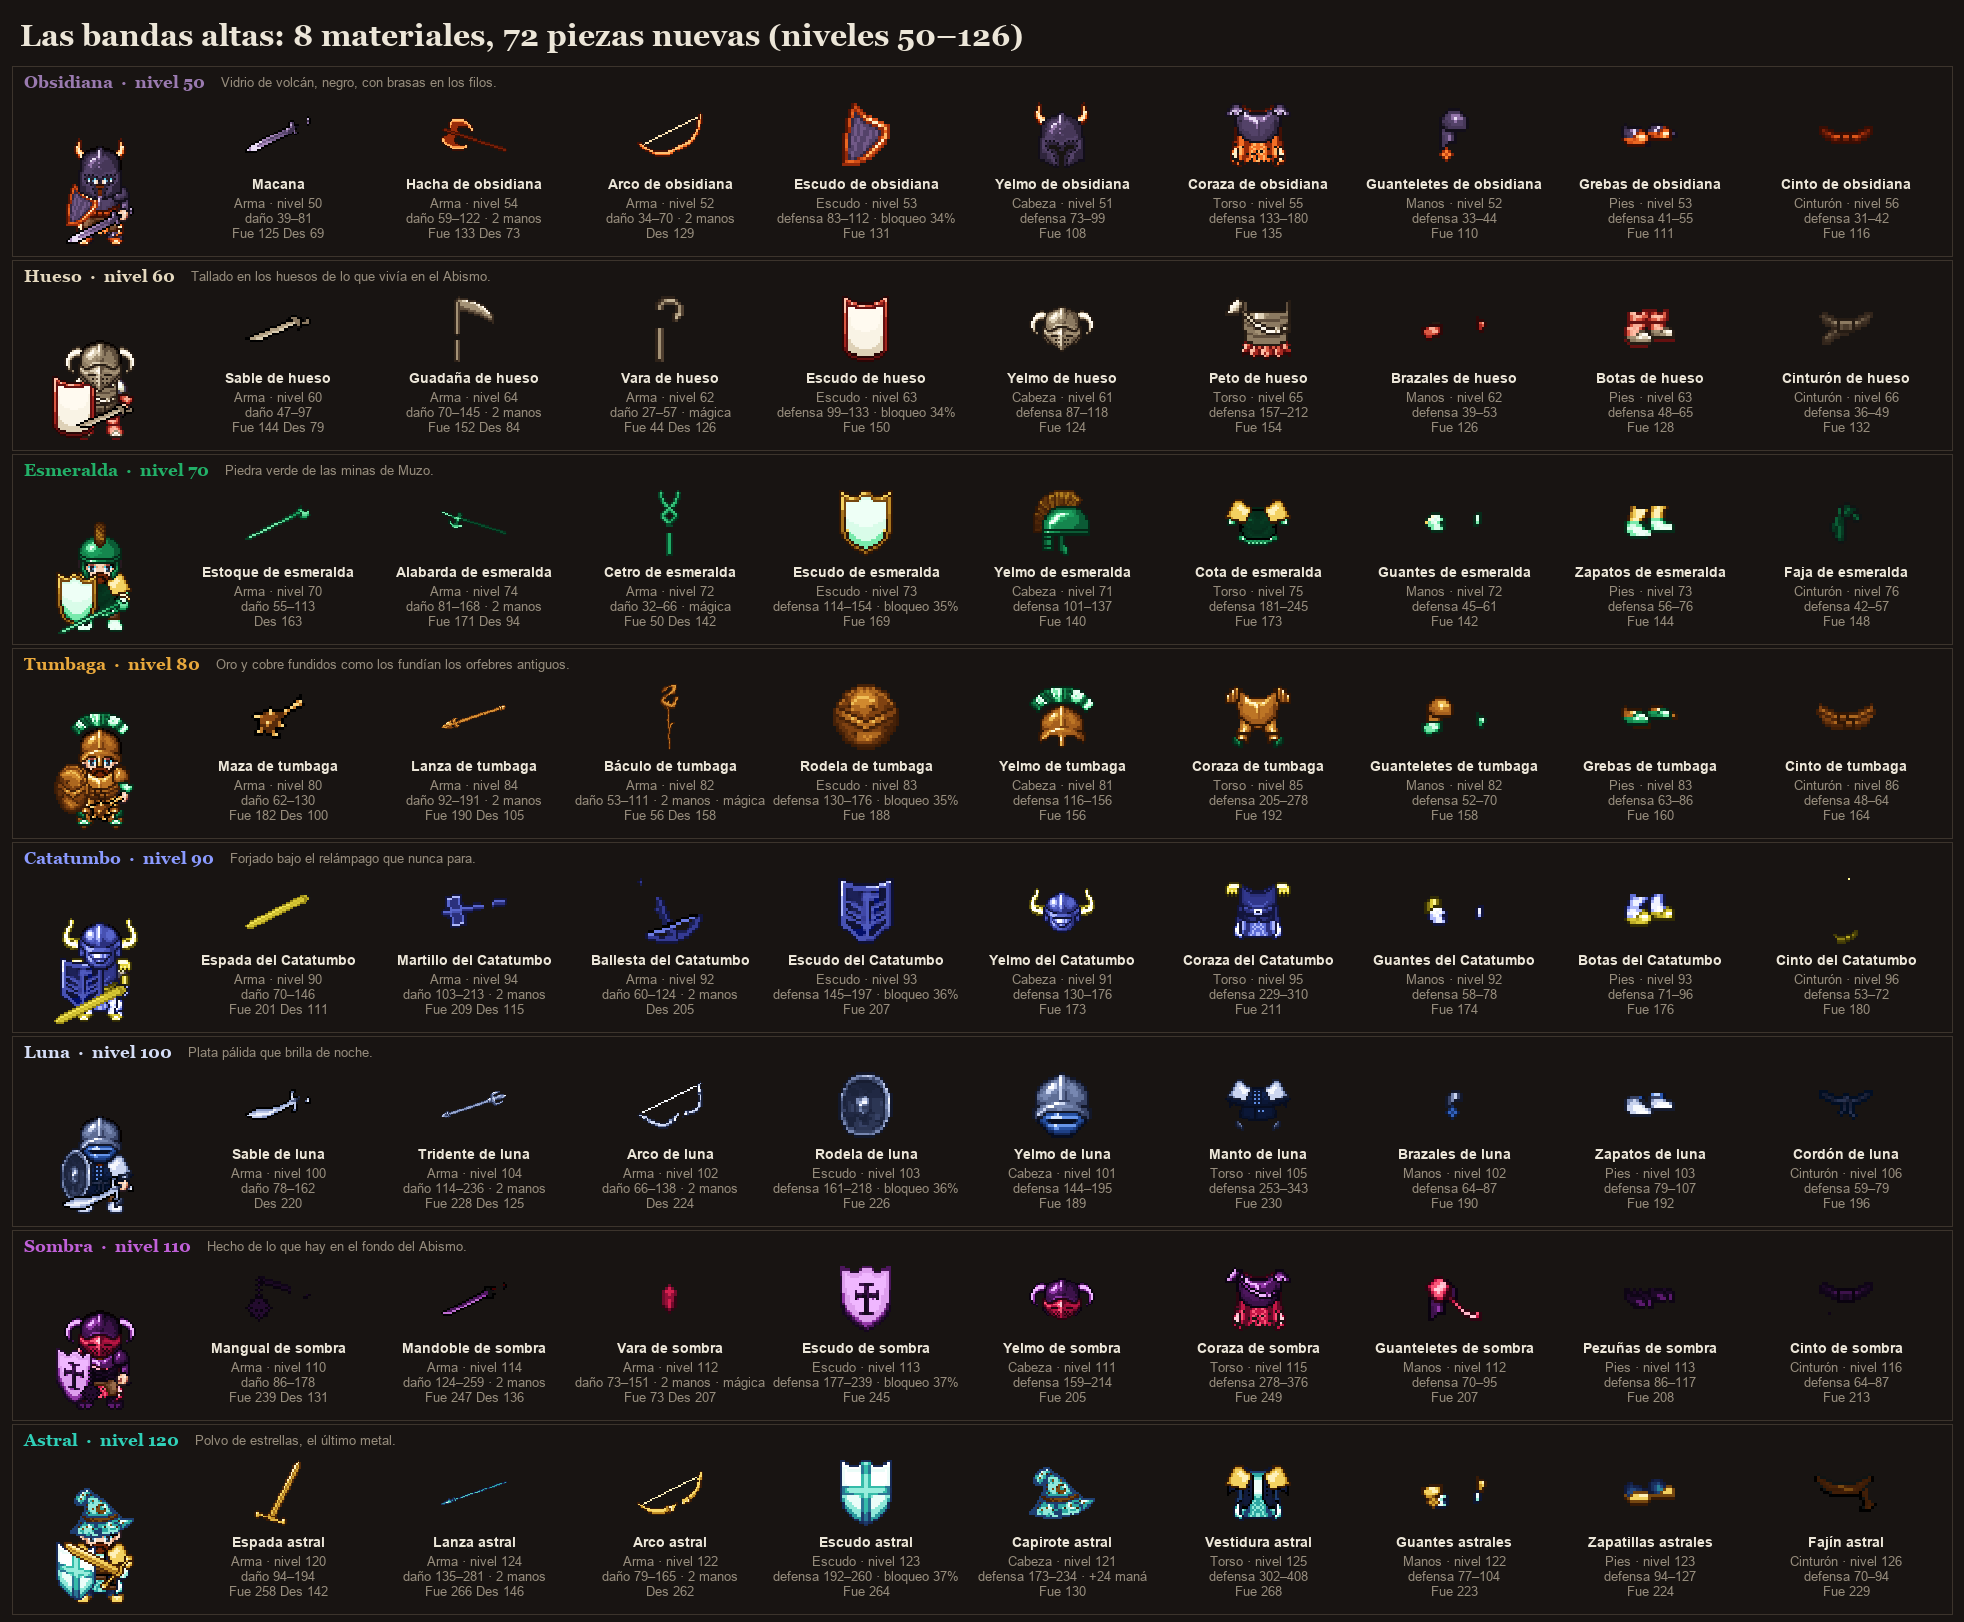 Las bandas altas: 8 materiales, 72 piezas nuevas (niveles 50–126)
Obsidiana · nivel 50 Vidrio de volcán, negro, con brasas en los filos.
Macana Hacha de obsidiana Arco de obsidiana Escudo de obsidiana Yelmo de obsidiana Coraza de obsidiana Guanteletes de obsidiana Grebas de obsidiana Cinto de obsidiana
Arma · nivel 50 Arma · nivel 54 Arma · nivel 52 Escudo · nivel 53 Cabeza · nivel 51 Torso · nivel 55 Manos · nivel 52 Pies · nivel 53 Cinturón · nivel 56
daño 39–81 daño 59–122 · 2 manos daño 34–70 · 2 manos defensa 83–112 · bloqueo 34% defensa 73–99 defensa 133–180 defensa 33–44 defensa 41–55 defensa 31–42
Fue 125 Des 69 Fue 133 Des 73 Des 129 Fue 131 Fue 108 Fue 135 Fue 110 Fue 111 Fue 116
Hueso · nivel 60 Tallado en los huesos de lo que vivía en el Abismo.
Sable de hueso Guadaña de hueso Vara de hueso Escudo de hueso Yelmo de hueso Peto de hueso Brazales de hueso Botas de hueso Cinturón de hueso
Arma · nivel 60 Arma · nivel 64 Arma · nivel 62 Escudo · nivel 63 Cabeza · nivel 61 Torso · nivel 65 Manos · nivel 62 Pies · nivel 63 Cinturón · nivel 66
daño 47–97 daño 70–145 · 2 manos daño 27–57 · mágica defensa 99–133 · bloqueo 34% defensa 87–118 defensa 157–212 defensa 39–53 defensa 48–65 defensa 36–49
Fue 144 Des 79 Fue 152 Des 84 Fue 44 Des 126 Fue 150 Fue 124 Fue 154 Fue 126 Fue 128 Fue 132
Esmeralda · nivel 70 Piedra verde de las minas de Muzo.
Estoque de esmeralda Alabarda de esmeralda Cetro de esmeralda Escudo de esmeralda Yelmo de esmeralda Cota de esmeralda Guantes de esmeralda Zapatos de esmeralda Faja de esmeralda
Arma · nivel 70 Arma · nivel 74 Arma · nivel 72 Escudo · nivel 73 Cabeza · nivel 71 Torso · nivel 75 Manos · nivel 72 Pies · nivel 73 Cinturón · nivel 76
daño 55–113 daño 81–168 · 2 manos daño 32–66 · mágica defensa 114–154 · bloqueo 35% defensa 101–137 defensa 181–245 defensa 45–61 defensa 56–76 defensa 42–57
Des 163 Fue 171 Des 94 Fue 50 Des 142 Fue 169 Fue 140 Fue 173 Fue 142 Fue 144 Fue 148
Tumbaga · nivel 80 Oro y cobre fundidos como los fundían los orfebres antiguos.
Maza de tumbaga Lanza de tumbaga Báculo de tumbaga Rodela de tumbaga Yelmo de tumbaga Coraza de tumbaga Guanteletes de tumbaga Grebas de tumbaga Cinto de tumbaga
Arma · nivel 80 Arma · nivel 84 Arma · nivel 82 Escudo · nivel 83 Cabeza · nivel 81 Torso · nivel 85 Manos · nivel 82 Pies · nivel 83 Cinturón · nivel 86
daño 62–130 daño 92–191 · 2 manos daño 53–111 · 2 manos · mágica defensa 130–176 · bloqueo 35% defensa 116–156 defensa 205–278 defensa 52–70 defensa 63–86 defensa 48–64
Fue 182 Des 100 Fue 190 Des 105 Fue 56 Des 158 Fue 188 Fue 156 Fue 192 Fue 158 Fue 160 Fue 164
Catatumbo · nivel 90 Forjado bajo el relámpago que nunca para.
Espada del Catatumbo Martillo del Catatumbo Ballesta del Catatumbo Escudo del Catatumbo Yelmo del Catatumbo Coraza del Catatumbo Guantes del Catatumbo Botas del Catatumbo Cinto del Catatumbo
Arma · nivel 90 Arma · nivel 94 Arma · nivel 92 Escudo · nivel 93 Cabeza · nivel 91 Torso · nivel 95 Manos · nivel 92 Pies · nivel 93 Cinturón · nivel 96
daño 70–146 daño 103–213 · 2 manos daño 60–124 · 2 manos defensa 145–197 · bloqueo 36% defensa 130–176 defensa 229–310 defensa 58–78 defensa 71–96 defensa 53–72
Fue 201 Des 111 Fue 209 Des 115 Des 205 Fue 207 Fue 173 Fue 211 Fue 174 Fue 176 Fue 180
Luna · nivel 100 Plata pálida que brilla de noche.
Sable de luna Tridente de luna Arco de luna Rodela de luna Yelmo de luna Manto de luna Brazales de luna Zapatos de luna Cordón de luna
Arma · nivel 100 Arma · nivel 104 Arma · nivel 102 Escudo · nivel 103 Cabeza · nivel 101 Torso · nivel 105 Manos · nivel 102 Pies · nivel 103 Cinturón · nivel 106
daño 78–162 daño 114–236 · 2 manos daño 66–138 · 2 manos defensa 161–218 · bloqueo 36% defensa 144–195 defensa 253–343 defensa 64–87 defensa 79–107 defensa 59–79
Des 220 Fue 228 Des 125 Des 224 Fue 226 Fue 189 Fue 230 Fue 190 Fue 192 Fue 196
Sombra · nivel 110 Hecho de lo que hay en el fondo del Abismo.
Mangual de sombra Mandoble de sombra Vara de sombra Escudo de sombra Yelmo de sombra Coraza de sombra Guanteletes de sombra Pezuñas de sombra Cinto de sombra
Arma · nivel 110 Arma · nivel 114 Arma · nivel 112 Escudo · nivel 113 Cabeza · nivel 111 Torso · nivel 115 Manos · nivel 112 Pies · nivel 113 Cinturón · nivel 116
daño 86–178 daño 124–259 · 2 manos daño 73–151 · 2 manos · mágica defensa 177–239 · bloqueo 37% defensa 159–214 defensa 278–376 defensa 70–95 defensa 86–117 defensa 64–87
Fue 239 Des 131 Fue 247 Des 136 Fue 73 Des 207 Fue 245 Fue 205 Fue 249 Fue 207 Fue 208 Fue 213
Astral · nivel 120 Polvo de estrellas, el último metal.
Espada astral Lanza astral Arco astral Escudo astral Capirote astral Vestidura astral Guantes astrales Zapatillas astrales Fajín astral
Arma · nivel 120 Arma · nivel 124 Arma · nivel 122 Escudo · nivel 123 Cabeza · nivel 121 Torso · nivel 125 Manos · nivel 122 Pies · nivel 123 Cinturón · nivel 126
daño 94–194 daño 135–281 · 2 manos daño 79–165 · 2 manos defensa 192–260 · bloqueo 37% defensa 173–234 · +24 maná defensa 302–408 defensa 77–104 defensa 94–127 defensa 70–94
Fue 258 Des 142 Fue 266 Des 146 Des 262 Fue 264 Fue 130 Fue 268 Fue 223 Fue 224 Fue 229